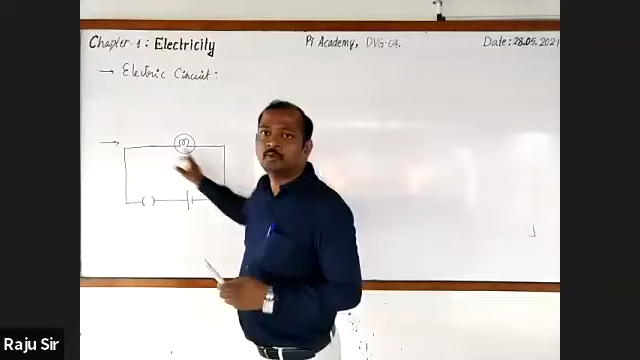 Chapter-1: Electricity
Pi Academy, DVG-04.
Date: 28.05.2021
→ Electric Circuit:
Raju Sir